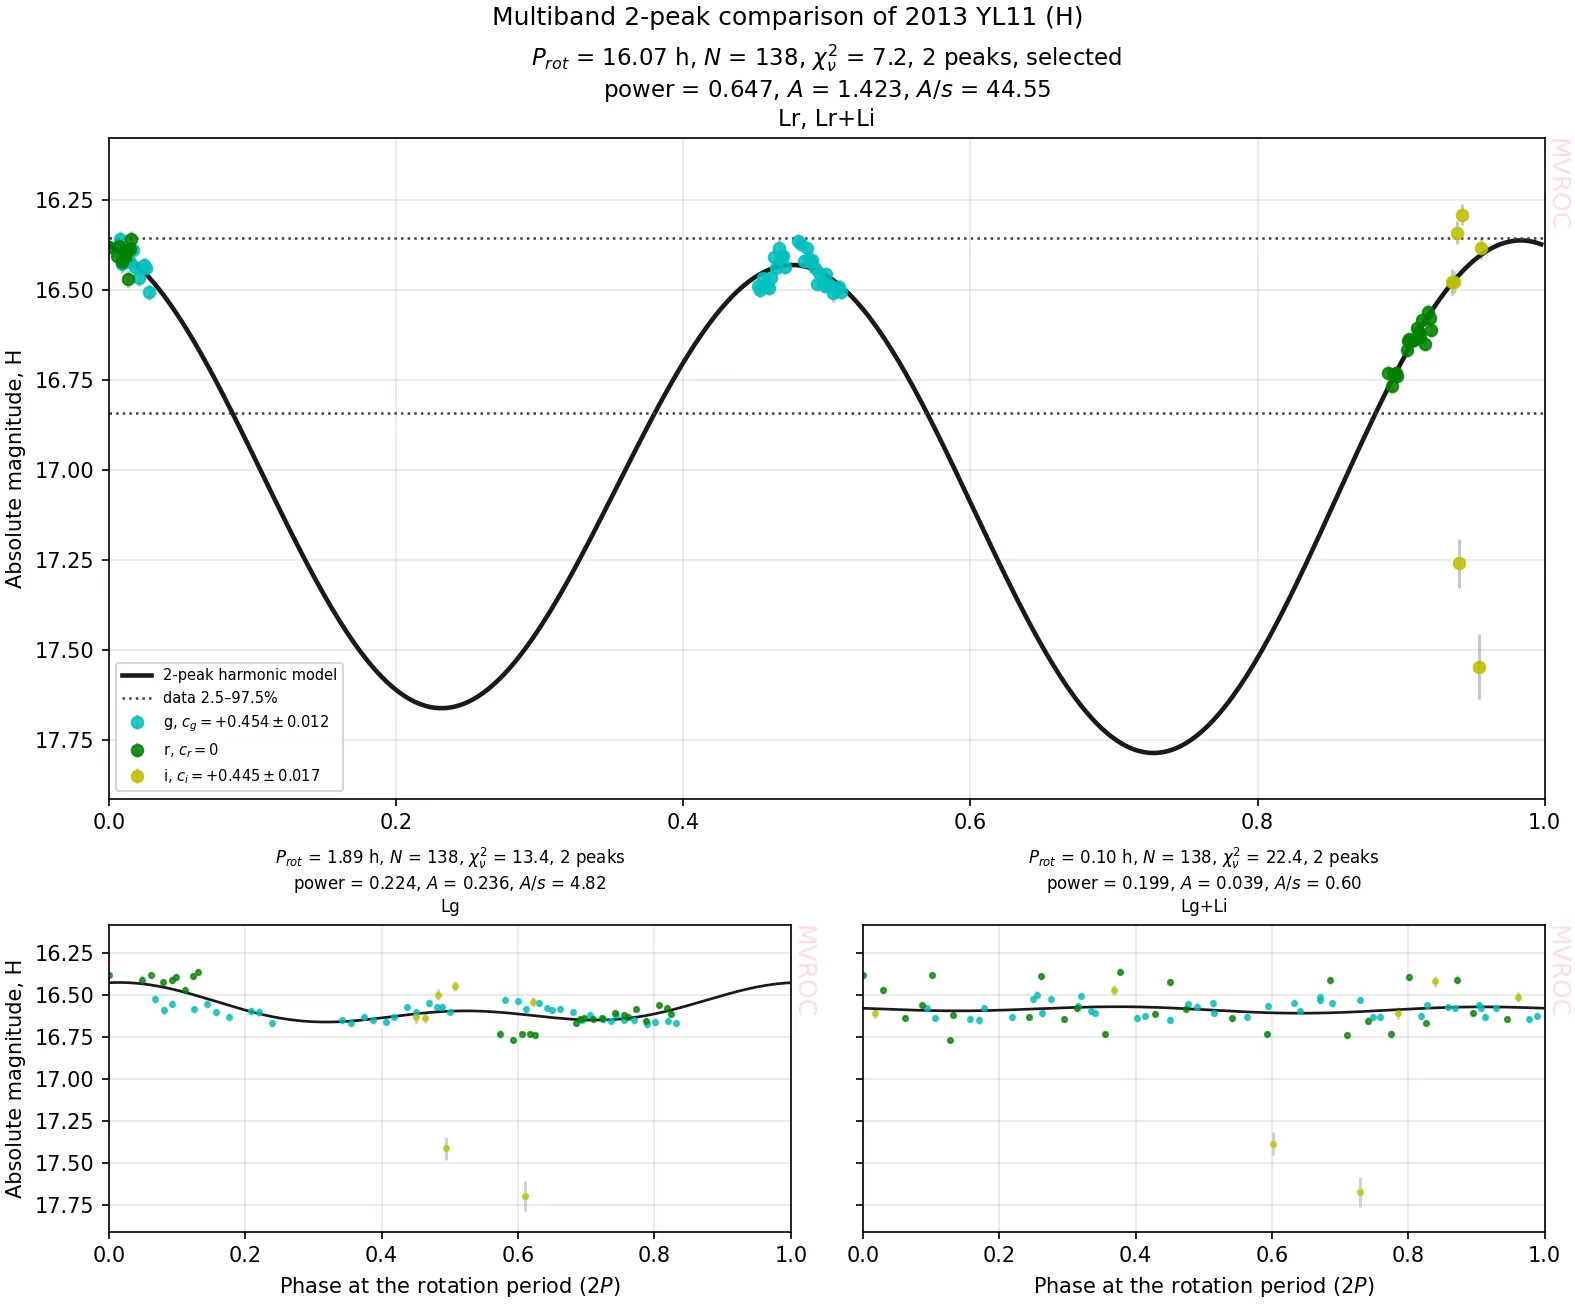 Multiband 2-peak comparison of 2013 YL11 (H)
P_rot = 16.07 h, N = 138, χ²_ν = 7.2, 2 peaks, selected
power = 0.647, A = 1.423, A/s = 44.55
Lr, Lr+Li
MVROC
Absolute magnitude, H
16.25
16.50
16.75
17.00
17.25
17.50
17.75
2-peak harmonic model
data 2.5–97.5%
g, c_g = +0.454 ± 0.012
r, c_r = 0
i, c_i = +0.445 ± 0.017
0.0 0.2 0.4 0.6 0.8 1.0
P_rot = 1.89 h, N = 138, χ²_ν = 13.4, 2 peaks
power = 0.224, A = 0.236, A/s = 4.82
Lg
MVROC
Absolute magnitude, H
16.25
16.50
16.75
17.00
17.25
17.50
17.75
0.0 0.2 0.4 0.6 0.8 1.0
Phase at the rotation period (2P)
P_rot = 0.10 h, N = 138, χ²_ν = 22.4, 2 peaks
power = 0.199, A = 0.039, A/s = 0.60
Lg+Li
MVROC
0.0 0.2 0.4 0.6 0.8 1.0
Phase at the rotation period (2P)